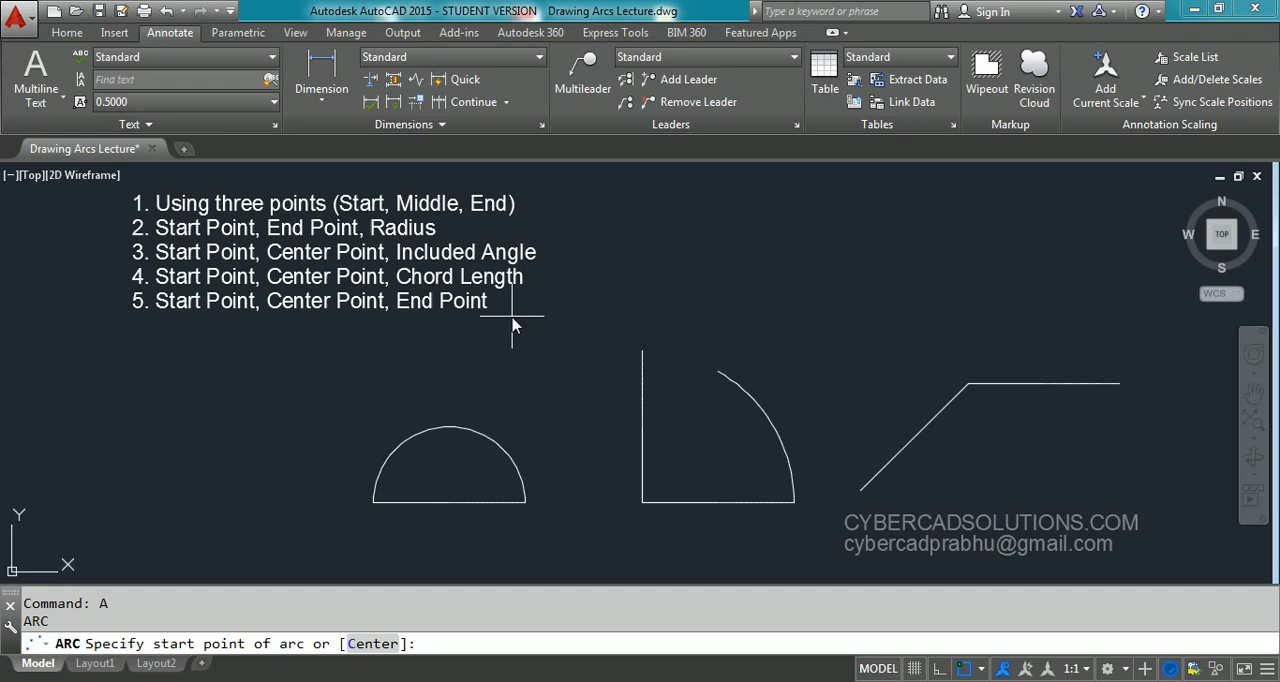 Autodesk AutoCAD 2015 - STUDENT VERSION Drawing Arcs Lecture.dwg
Type a keyword or phrase
Sign In
Home Insert Annotate Parametric View Manage Output Add-ins Autodesk 360 Express Tools BIM 360 Featured Apps
A
Multiline
Text
ABC
Standard
Find text
0.5000
Text
Dimension
Standard
Quick
Continue
Dimensions
Multileader
Standard
Add Leader
Remove Leader
Leaders
Table
Standard
Extract Data
Link Data
Tables
Wipeout
Revision
Cloud
Markup
Add
Current Scale
Scale List
Add/Delete Scales
Sync Scale Positions
Annotation Scaling
Drawing Arcs Lecture*
[−][Top][2D Wireframe]
1. Using three points (Start, Middle, End)
2. Start Point, End Point, Radius
3. Start Point, Center Point, Included Angle
4. Start Point, Center Point, Chord Length
5. Start Point, Center Point, End Point
N
W TOP E
S
WCS
CYBERCADSOLUTIONS.COM
cybercadprabhu@gmail.com
Y
X
Command: A
ARC
ARC Specify start point of arc or [Center]:
Model Layout1 Layout2 +
MODEL 1:1